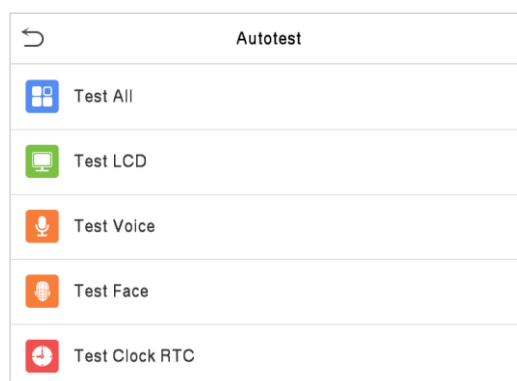 Autotest
Test All
Test LCD
Test Voice
Test Face
Test Clock RTC